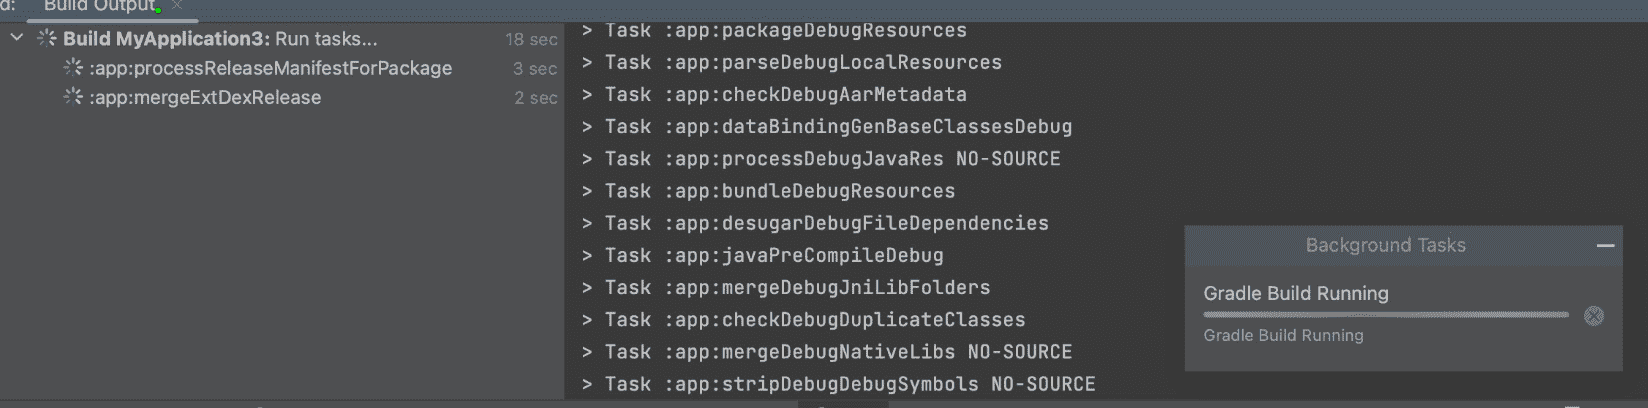 d: Build Output
Build MyApplication3: Run tasks... 18 sec
:app:processReleaseManifestForPackage 3 sec
:app:mergeExtDexRelease 2 sec
> Task :app:packageDebugResources
> Task :app:parseDebugLocalResources
> Task :app:checkDebugAarMetadata
> Task :app:dataBindingGenBaseClassesDebug
> Task :app:processDebugJavaRes NO-SOURCE
> Task :app:bundleDebugResources
> Task :app:desugarDebugFileDependencies
> Task :app:javaPreCompileDebug
> Task :app:mergeDebugJniLibFolders
> Task :app:checkDebugDuplicateClasses
> Task :app:mergeDebugNativeLibs NO-SOURCE
> Task :app:stripDebugDebugSymbols NO-SOURCE
Background Tasks
Gradle Build Running
Gradle Build Running